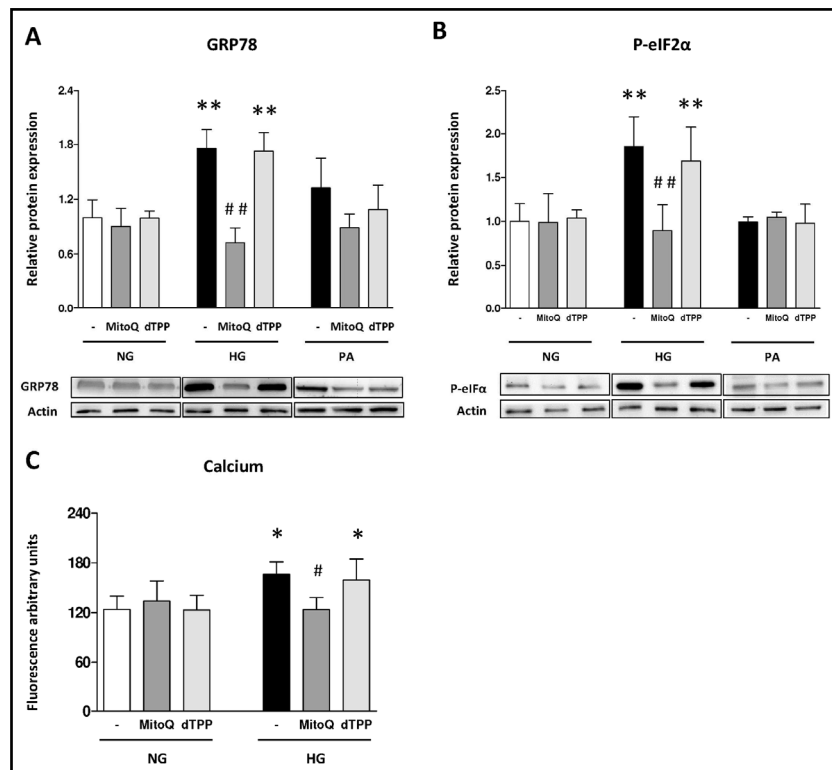 A
GRP78
Relative protein expression
2.4
1.8
1.2
0.6
0.0
**
##
**
- MitoQ dTPP - MitoQ dTPP - MitoQ dTPP
NG HG PA
GRP78
Actin
B
P-eIF2α
Relative protein expression
2.5
2.0
1.5
1.0
0.5
0.0
**
##
**
- MitoQ dTPP - MitoQ dTPP - MitoQ dTPP
NG HG PA
P-eIFα
Actin
C
Calcium
Fluorescence arbitrary units
240
180
120
60
0
*
#
*
- MitoQ dTPP - MitoQ dTPP
NG HG